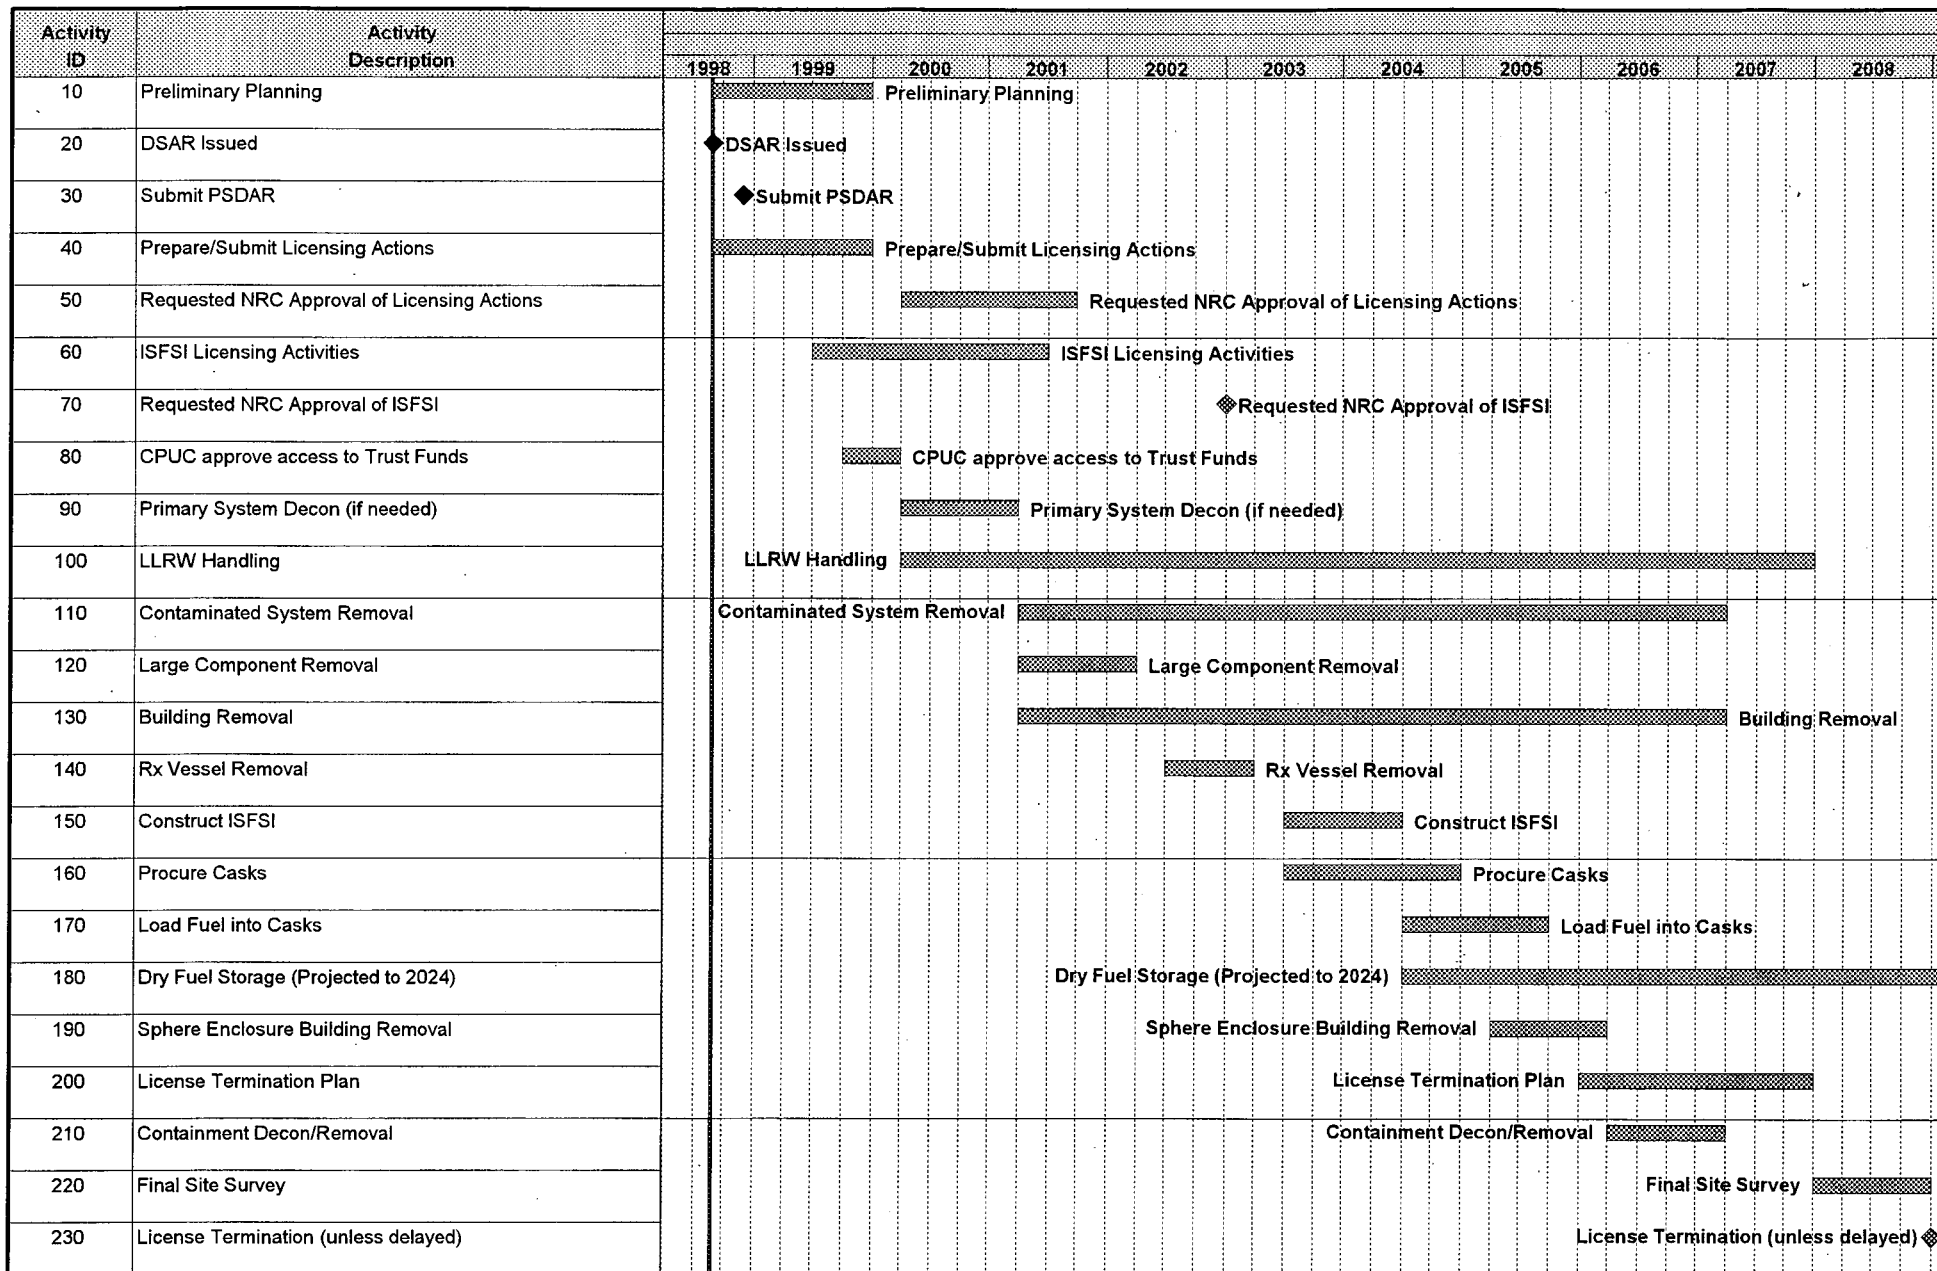 Activity ID Activity Description
1998 1999 2000 2001 2002 2003 2004 2005 2006 2007 2008
10 Preliminary Planning Preliminary Planning
20 DSAR Issued DSAR Issued
30 Submit PSDAR Submit PSDAR
40 Prepare/Submit Licensing Actions Prepare/Submit Licensing Actions
50 Requested NRC Approval of Licensing Actions Requested NRC Approval of Licensing Actions
60 ISFSI Licensing Activities ISFSI Licensing Activities
70 Requested NRC Approval of ISFSI Requested NRC Approval of ISFSI
80 CPUC approve access to Trust Funds CPUC approve access to Trust Funds
90 Primary System Decon (if needed) Primary System Decon (if needed)
100 LLRW Handling LLRW Handling
110 Contaminated System Removal Contaminated System Removal
120 Large Component Removal Large Component Removal
130 Building Removal Building Removal
140 Rx Vessel Removal Rx Vessel Removal
150 Construct ISFSI Construct ISFSI
160 Procure Casks Procure Casks
170 Load Fuel into Casks Load Fuel into Casks
180 Dry Fuel Storage (Projected to 2024) Dry Fuel Storage (Projected to 2024)
190 Sphere Enclosure Building Removal Sphere Enclosure Building Removal
200 License Termination Plan License Termination Plan
210 Containment Decon/Removal Containment Decon/Removal
220 Final Site Survey Final Site Survey
230 License Termination (unless delayed) License Termination (unless delayed)